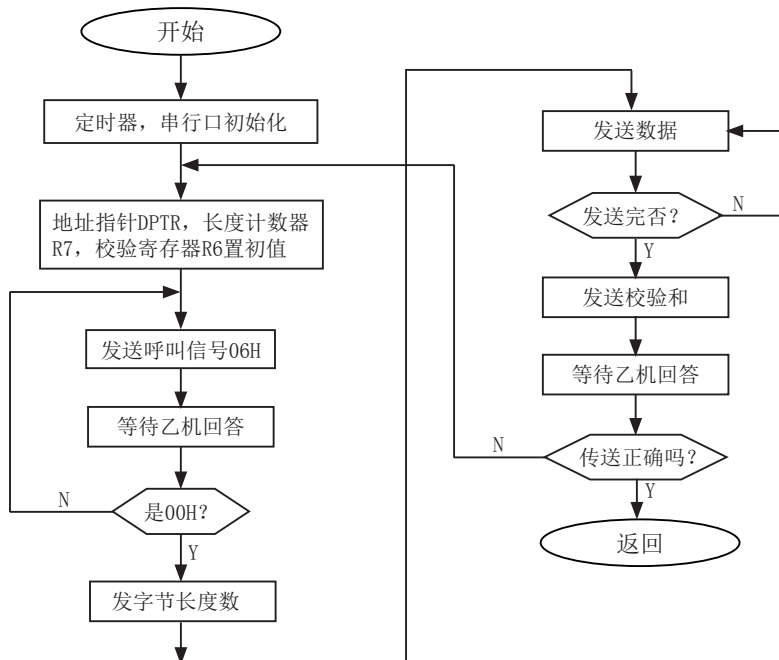 开始
定时器，串行口初始化
地址指针DPTR，长度计数器
R7，校验寄存器R6置初值
发送呼叫信号06H
等待乙机回答
是00H？
N
Y
发字节长度数
发送数据
发送完否？
N
Y
发送校验和
等待乙机回答
传送正确吗？
N
Y
返回